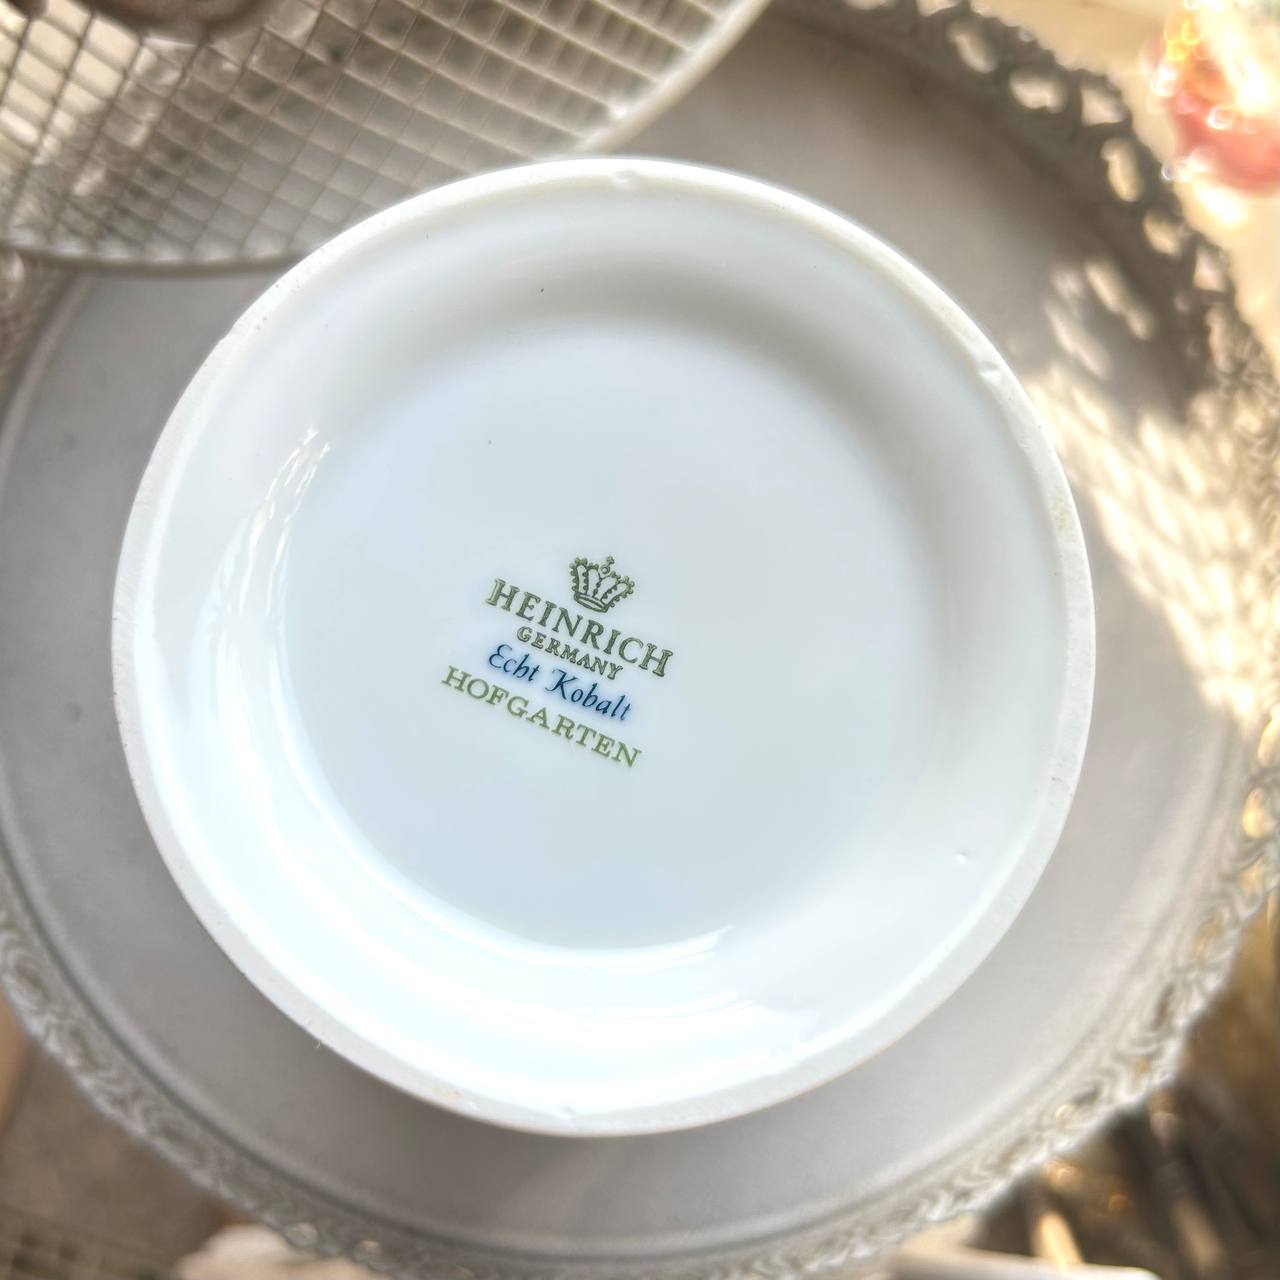 HEINRICH
GERMANY
Echt Kobalt
HOFGARTEN